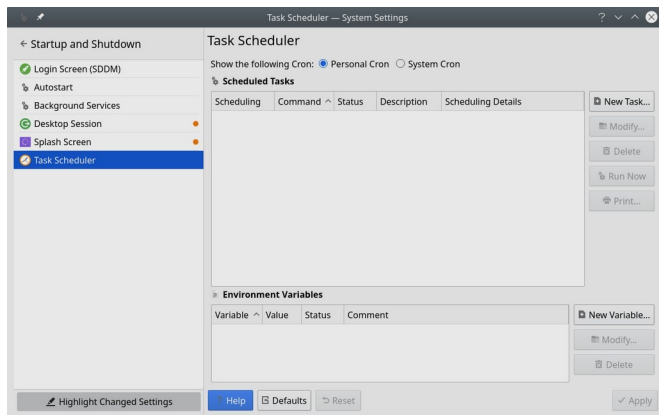 Task Scheduler — System Settings
Startup and Shutdown
Login Screen (SDDM)
Autostart
Background Services
Desktop Session
Splash Screen
Task Scheduler
Highlight Changed Settings
Task Scheduler
Show the following Cron: Personal Cron System Cron
Scheduled Tasks
Scheduling Command Status Description Scheduling Details
New Task...
Modify...
Delete
Run Now
Print...
Environment Variables
Variable Value Status Comment
New Variable...
Modify...
Delete
Help Defaults Reset Apply